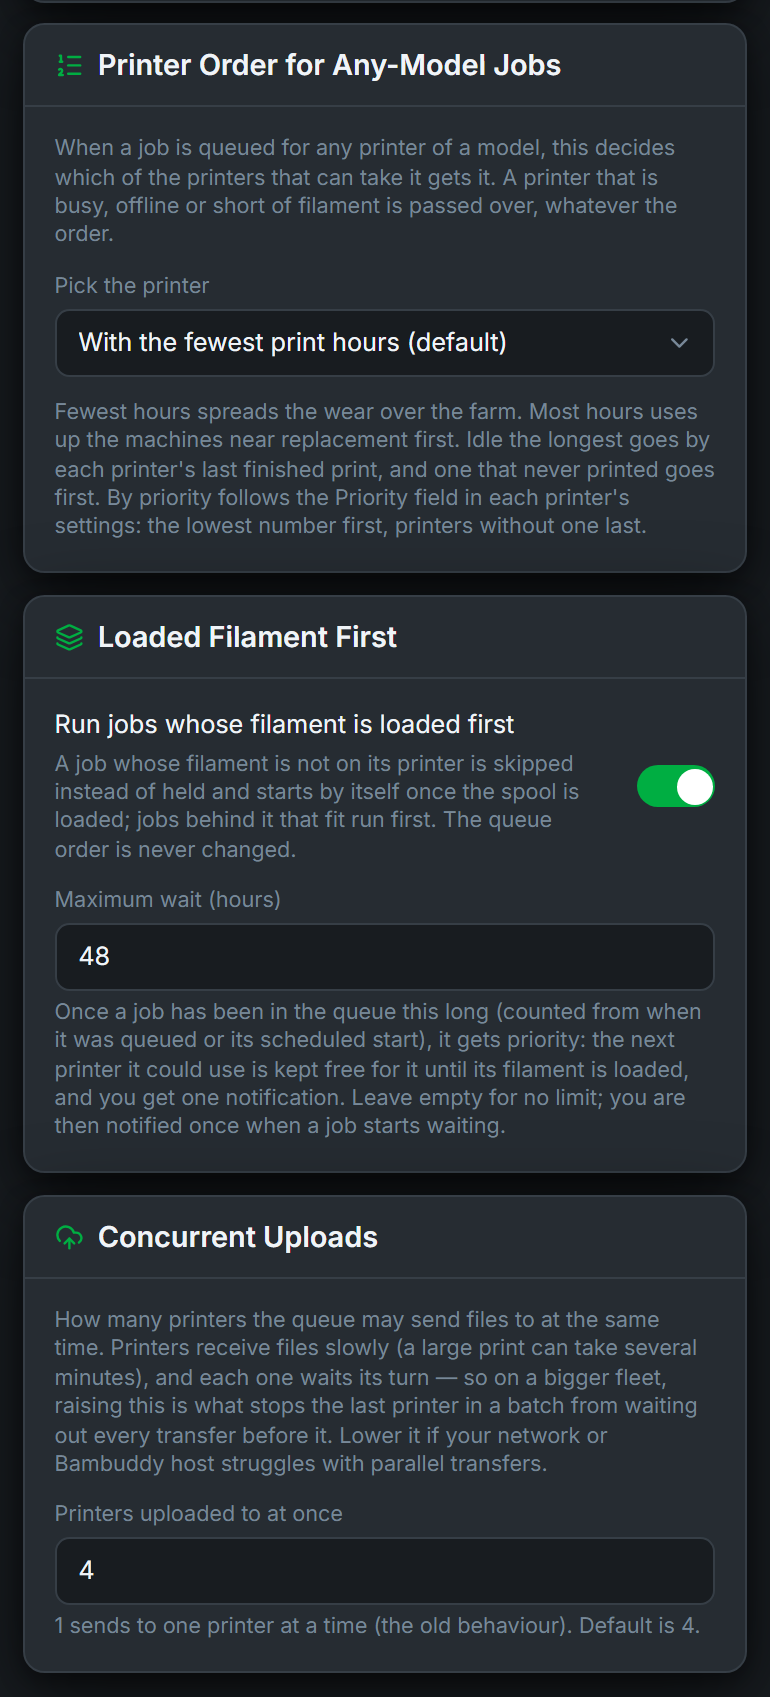 Printer Order for Any-Model Jobs
When a job is queued for any printer of a model, this decides
which of the printers that can take it gets it. A printer that is
busy, offline or short of filament is passed over, whatever the
order.
Pick the printer
With the fewest print hours (default)
Fewest hours spreads the wear over the farm. Most hours uses
up the machines near replacement first. Idle the longest goes by
each printer's last finished print, and one that never printed goes
first. By priority follows the Priority field in each printer's
settings: the lowest number first, printers without one last.
Loaded Filament First
Run jobs whose filament is loaded first
A job whose filament is not on its printer is skipped
instead of held and starts by itself once the spool is
loaded; jobs behind it that fit run first. The queue
order is never changed.
Maximum wait (hours)
48
Once a job has been in the queue this long (counted from when
it was queued or its scheduled start), it gets priority: the next
printer it could use is kept free for it until its filament is loaded,
and you get one notification. Leave empty for no limit; you are
then notified once when a job starts waiting.
Concurrent Uploads
How many printers the queue may send files to at the same
time. Printers receive files slowly (a large print can take several
minutes), and each one waits its turn — so on a bigger fleet,
raising this is what stops the last printer in a batch from waiting
out every transfer before it. Lower it if your network or
Bambuddy host struggles with parallel transfers.
Printers uploaded to at once
4
1 sends to one printer at a time (the old behaviour). Default is 4.